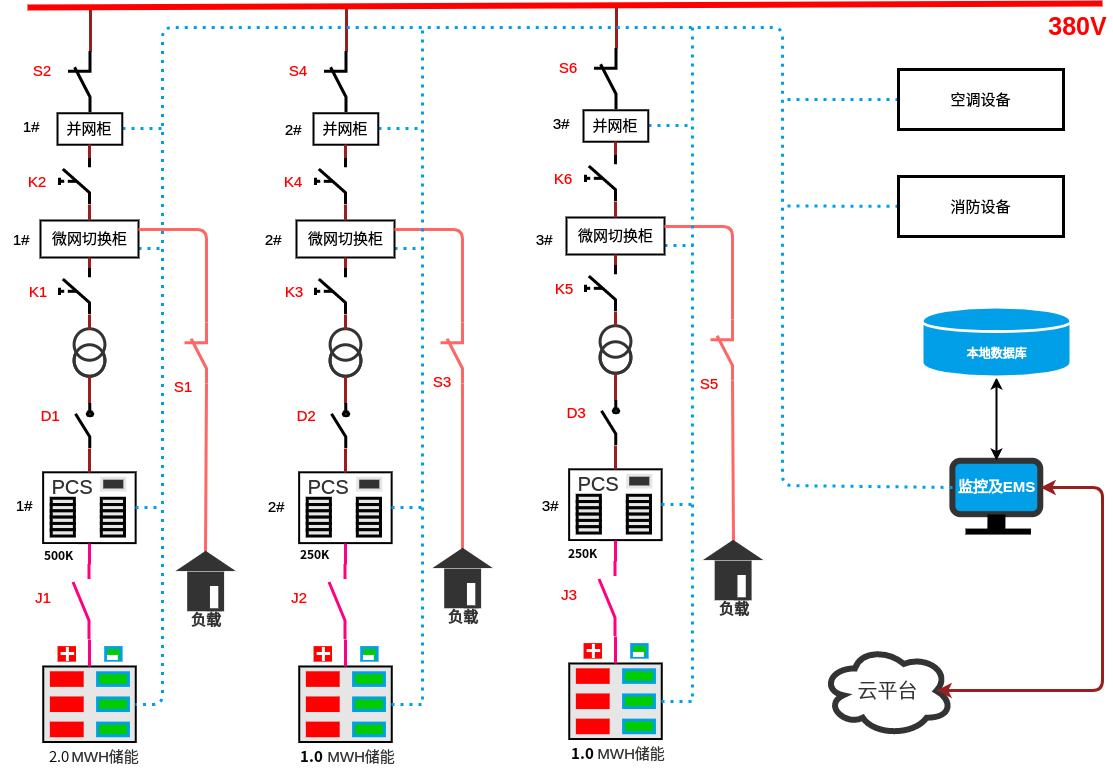 380V
S2
S4
S6
空调设备
1#
并网柜
2#
并网柜
3#
并网柜
K2
K4
K6
消防设备
1#
微网切换柜
2#
微网切换柜
3#
微网切换柜
K1
K3
K5
本地数据库
S1
S3
S5
D1
D2
D3
1#
PCS
2#
PCS
3#
PCS
监控及EMS
500K
250K
250K
J1
J2
J3
负载
负载
负载
云平台
2.0 MWH储能
1.0 MWH储能
1.0 MWH储能